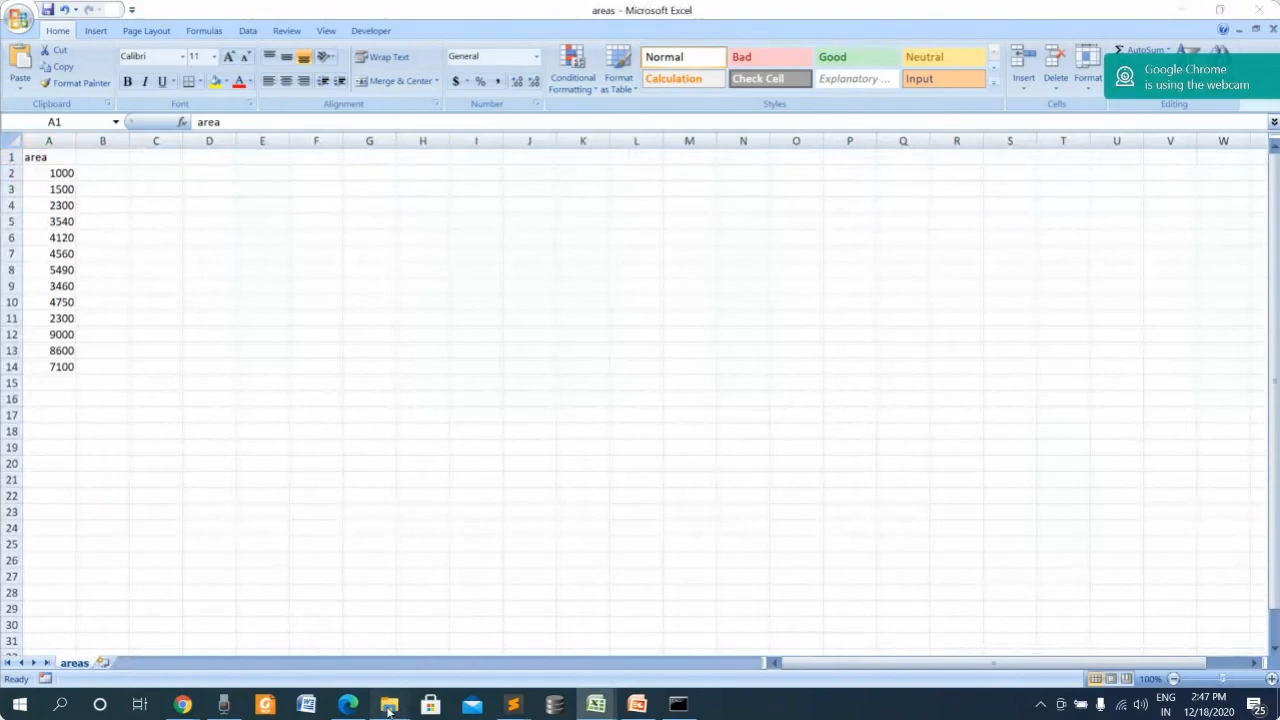 areas - Microsoft Excel
Home Insert Page Layout Formulas Data Review View Developer
Paste Cut Copy Format Painter
Calibri 11
B I U
Wrap Text
Merge & Center
General
$ % ,
Conditional Formatting
Format as Table
Normal Bad Good Neutral
Calculation Check Cell Explanatory ... Input
Insert Delete Format
AutoSum
Google Chrome
is using the webcam
Clipboard Font Alignment Number Styles Cells Editing
A1 fx area
A B C D E F G H I J K L M N O P Q R S T U V W
1 area
2 1000
3 1500
4 2300
5 3540
6 4120
7 4560
8 5490
9 3460
10 4750
11 2300
12 9000
13 8600
14 7100
15
16
17
18
19
20
21
22
23
24
25
26
27
28
29
30
31
areas
Ready 100%
ENG 2:47 PM
IN 12/18/2020 25